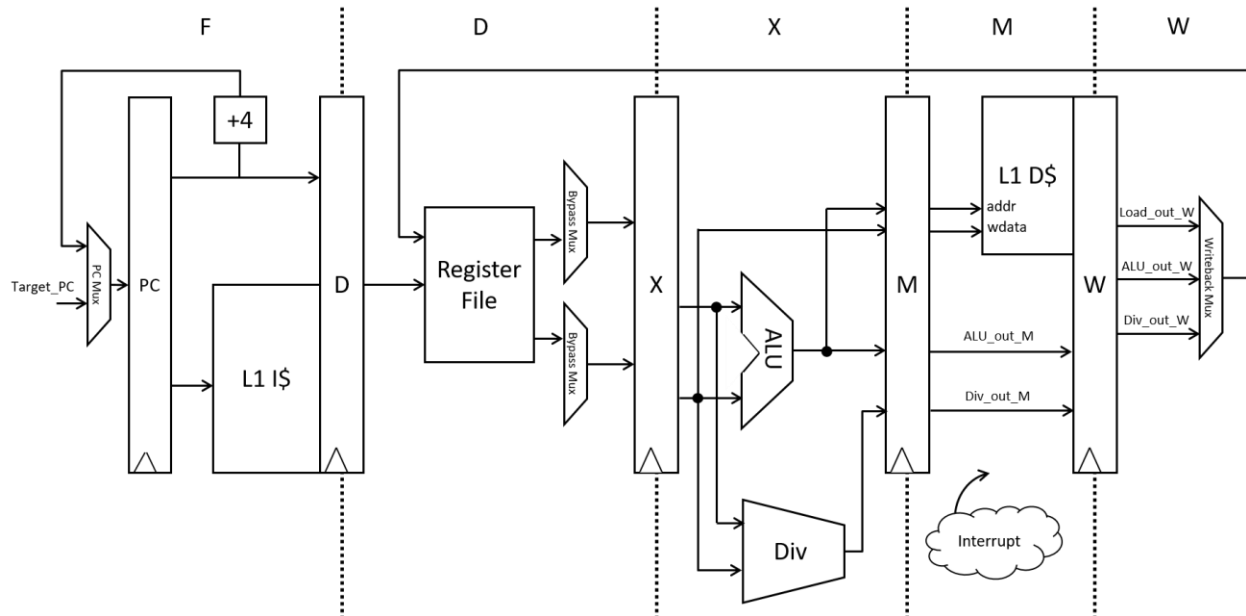 F
D
X
M
W
+4
PC Mux
Target_PC
PC
L1 I$
D
Register
File
Bypass Mux
Bypass Mux
X
ALU
Div
M
L1 D$
addr
wdata
ALU_out_M
Div_out_M
Interrupt
W
Load_out_W
ALU_out_W
Div_out_W
Writeback Mux